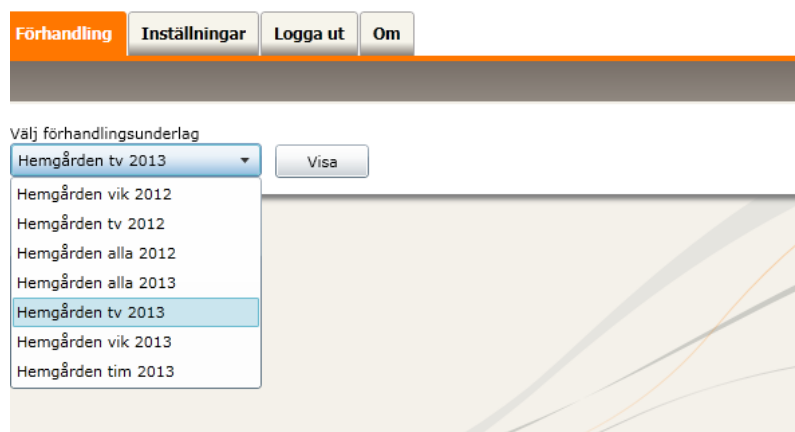 Förhandling Inställningar Logga ut Om
Välj förhandlingsunderlag
Hemgården tv 2013 Visa
Hemgården vik 2012
Hemgården tv 2012
Hemgården alla 2012
Hemgården alla 2013
Hemgården tv 2013
Hemgården vik 2013
Hemgården tim 2013